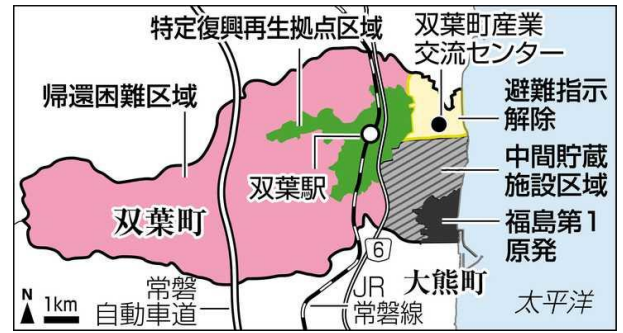 特定復興再生拠点区域
双葉町産業
交流センター
帰還困難区域
避難指示
解除
双葉駅
中間貯蔵
施設区域
双葉町
福島第1
原発
6
大熊町
N
1km
常磐
自動車道
JR
常磐線
太平洋